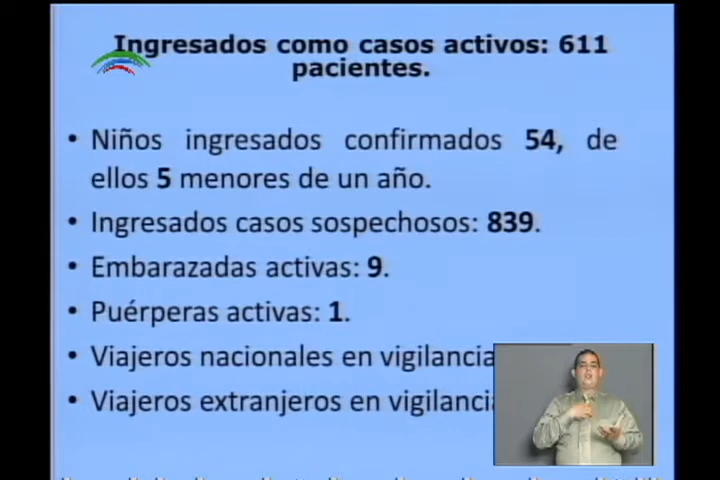 Ingresados como casos activos: 611
pacientes.
• Niños ingresados confirmados 54, de
ellos 5 menores de un año.
• Ingresados casos sospechosos: 839.
• Embarazadas activas: 9.
• Puérperas activas: 1.
• Viajeros nacionales en vigilancia
• Viajeros extranjeros en vigilancia